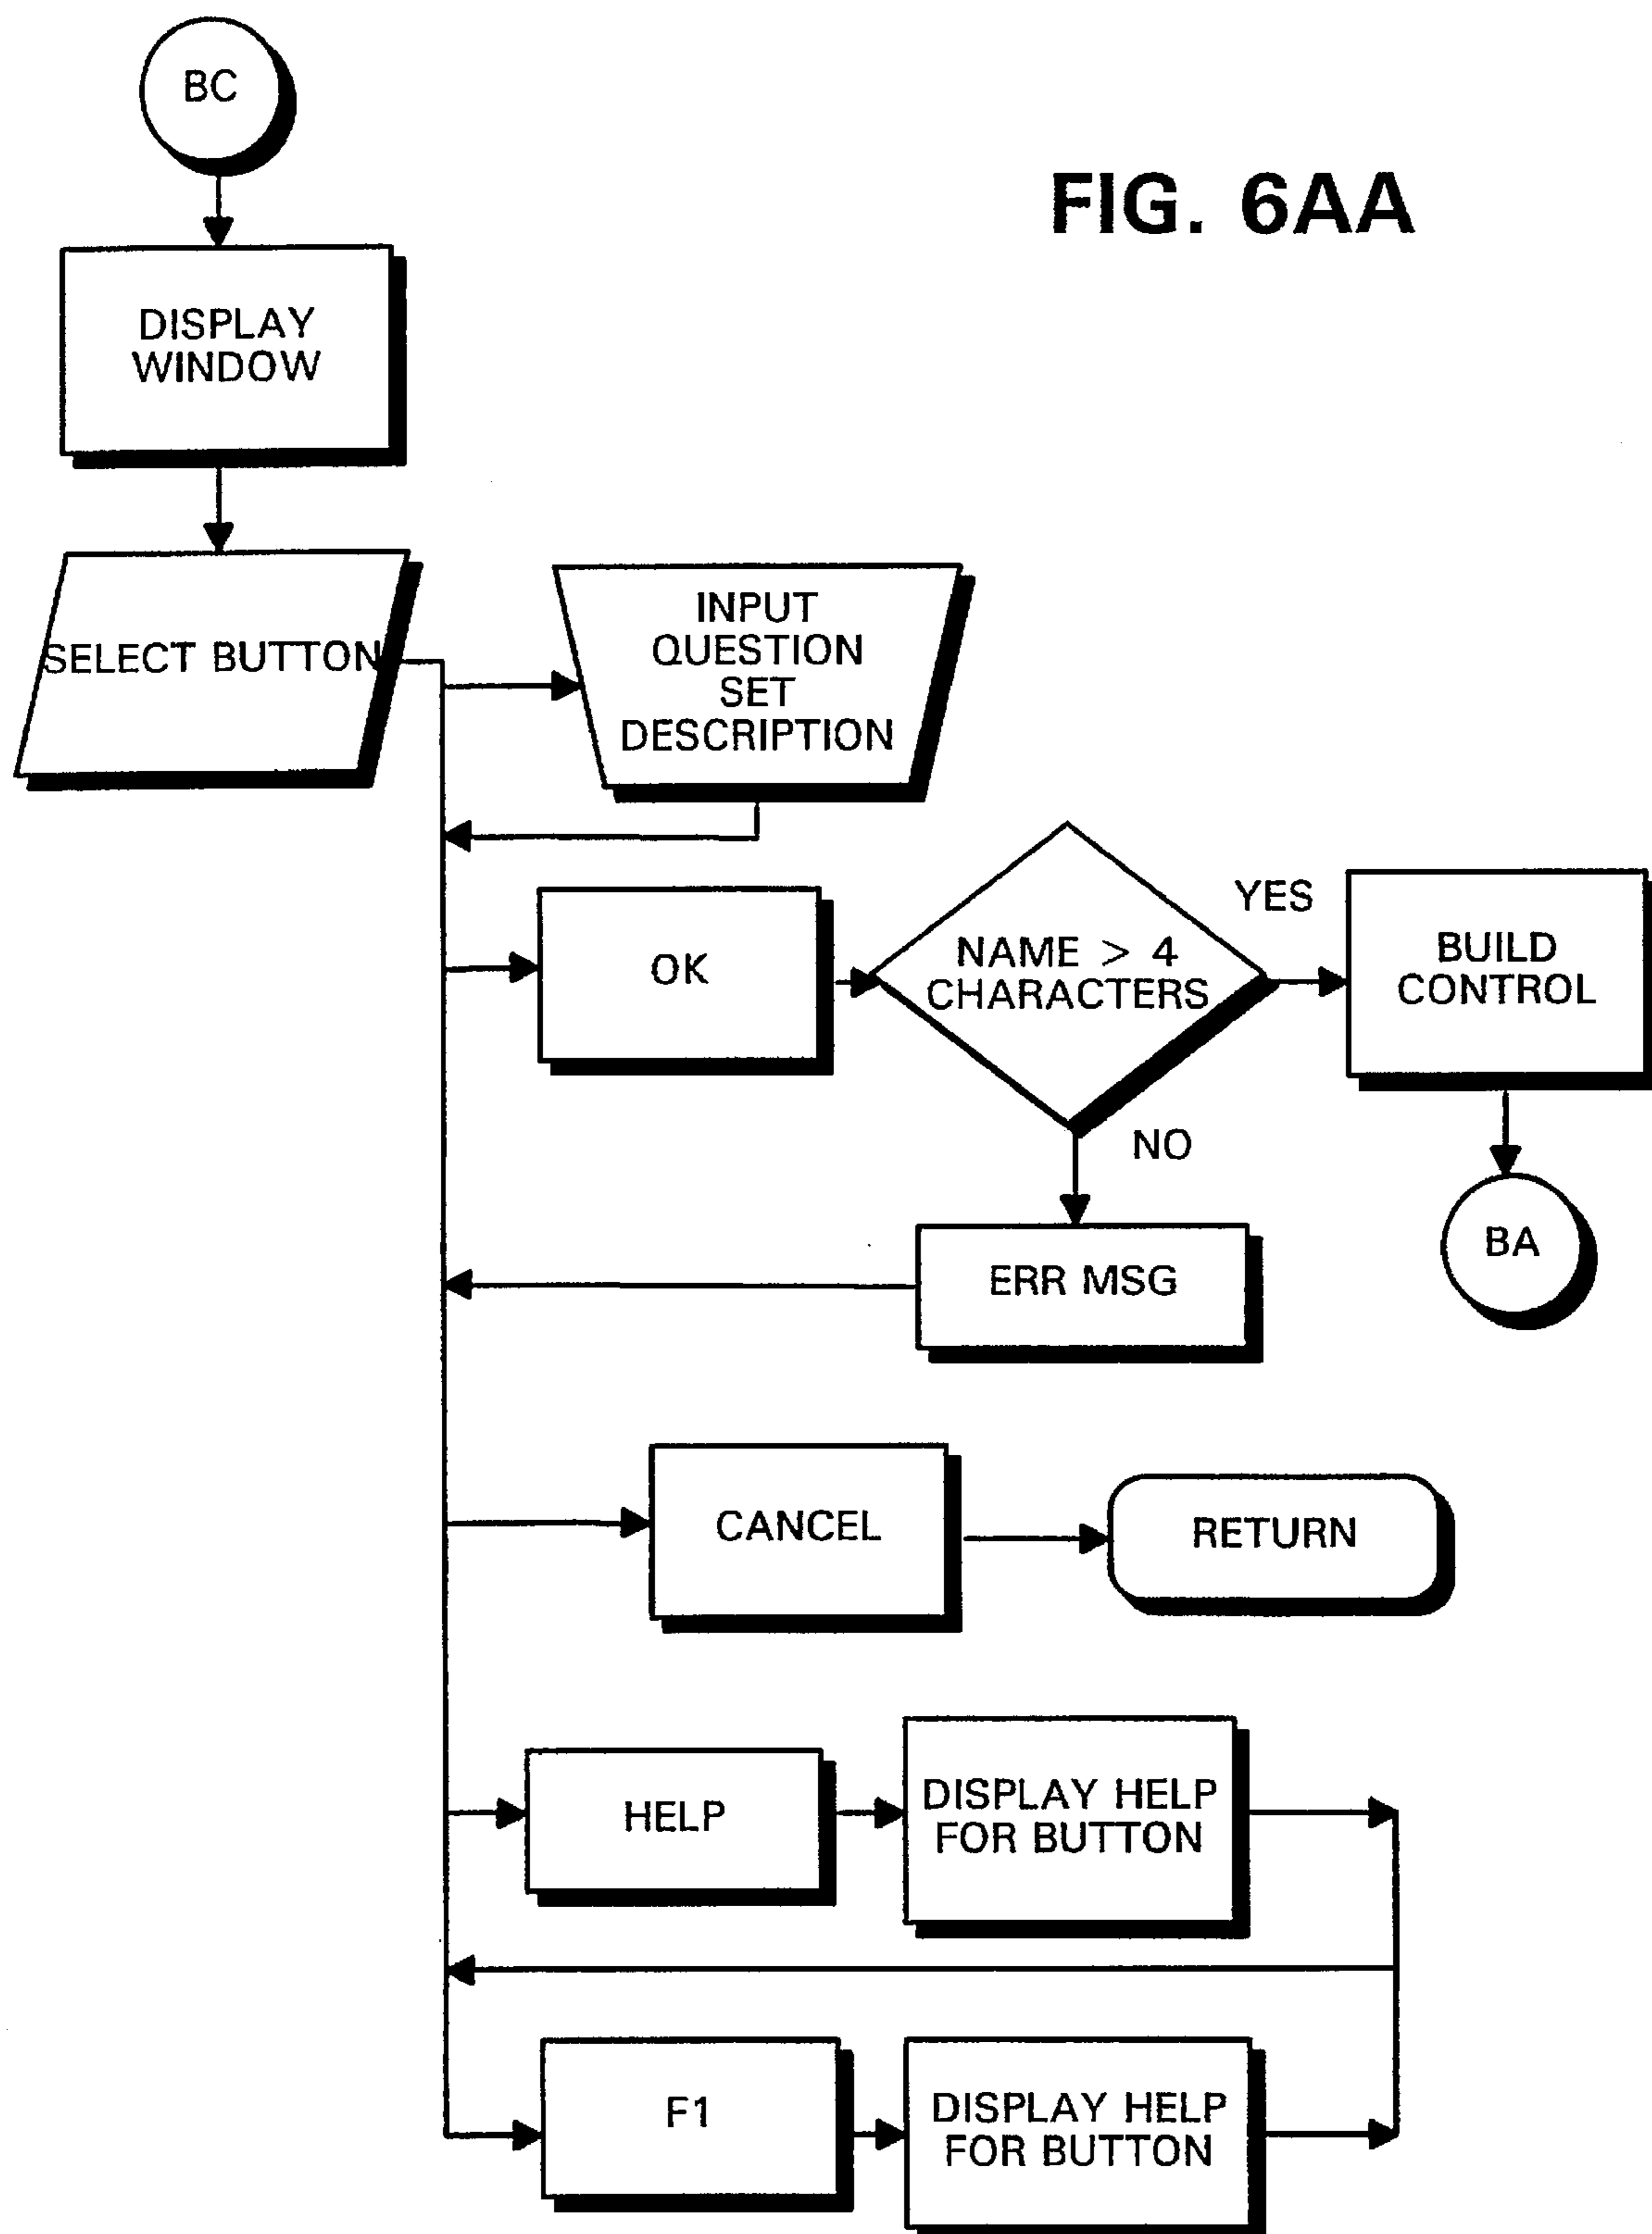 BC
FIG. 6AA
DISPLAY
WINDOW
SELECT BUTTON
INPUT
QUESTION
SET
DESCRIPTION
OK
NAME > 4
CHARACTERS
YES
BUILD
CONTROL
NO
BA
ERR MSG
CANCEL
RETURN
HELP
DISPLAY HELP
FOR BUTTON
F1
DISPLAY HELP
FOR BUTTON